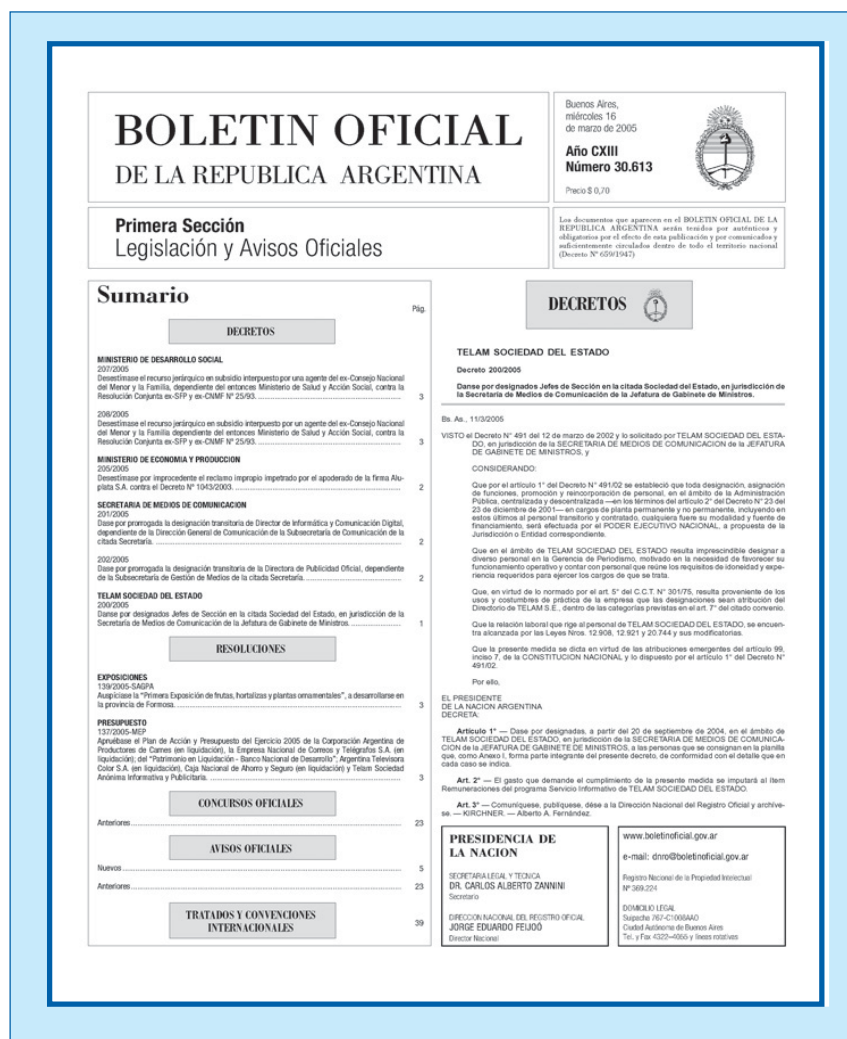 BOLETIN OFICIAL
DE LA REPUBLICA ARGENTINA
Buenos Aires,
miércoles 16
de marzo de 2005
Año CXIII
Número 30.613
Precio $ 0,70
Primera Sección
Legislación y Avisos Oficiales
Los documentos que aparecen en el BOLETIN OFICIAL DE LA
REPUBLICA ARGENTINA serán tenidos por auténticos y
obligatorios por el efecto de esta publicación y por comunicados y
suficientemente circulados dentro de todo el territorio nacional
(Decreto Nº 659/1947)
Sumario
Pág.
DECRETOS
MINISTERIO DE DESARROLLO SOCIAL
207/2005
Desestímase el recurso jerárquico en subsidio interpuesto por una agente del ex-Consejo Nacional
del Menor y la Familia, dependiente del entonces Ministerio de Salud y Acción Social, contra la
Resolución Conjunta ex-SFP y ex-CNMF Nº 25/93. 3
208/2005
Desestímase el recurso jerárquico en subsidio interpuesto por un agente del ex-Consejo Nacional
del Menor y la Familia dependiente del entonces Ministerio de Salud y Acción Social, contra la
Resolución Conjunta ex-SFP y ex-CNMF Nº 25/93. 3
MINISTERIO DE ECONOMIA Y PRODUCCION
205/2005
Desestímase por improcedente el reclamo impropio impetrado por el apoderado de la firma Alu-
plata S.A. contra el Decreto Nº 1043/2003. 2
SECRETARIA DE MEDIOS DE COMUNICACION
201/2005
Dase por prorrogada la designación transitoria de Director de Informática y Comunicación Digital,
dependiente de la Dirección General de Comunicación de la Subsecretaría de Comunicación de la
citada Secretaría. 2
202/2005
Dase por prorrogada la designación transitoria de la Directora de Publicidad Oficial, dependiente
de la Subsecretaría de Gestión de Medios de la citada Secretaría. 2
TELAM SOCIEDAD DEL ESTADO
200/2005
Danse por designados Jefes de Sección en la citada Sociedad del Estado, en jurisdicción de la
Secretaría de Medios de Comunicación de la Jefatura de Gabinete de Ministros. 1
RESOLUCIONES
EXPOSICIONES
139/2005-SAGPA
Auspíciase la "Primera Exposición de frutas, hortalizas y plantas ornamentales", a desarrollarse en
la provincia de Formosa. 3
PRESUPUESTO
137/2005-MEP
Apruébase el Plan de Acción y Presupuesto del Ejercicio 2005 de la Corporación Argentina de
Productores de Carnes (en liquidación), la Empresa Nacional de Correos y Telégrafos S.A. (en
liquidación); del "Patrimonio en Liquidación - Banco Nacional de Desarrollo"; Argentina Televisora
Color S.A. (en liquidación), Caja Nacional de Ahorro y Seguro (en liquidación) y Telam Sociedad
Anónima Informativa y Publicitaria. 3
CONCURSOS OFICIALES
Anteriores 23
AVISOS OFICIALES
Nuevos 5
Anteriores 23
TRATADOS Y CONVENCIONES
INTERNACIONALES 39
DECRETOS
TELAM SOCIEDAD DEL ESTADO
Decreto 200/2005
Danse por designados Jefes de Sección en la citada Sociedad del Estado, en jurisdicción de
la Secretaría de Medios de Comunicación de la Jefatura de Gabinete de Ministros.
Bs. As., 11/3/2005
VISTO el Decreto N° 491 del 12 de marzo de 2002 y lo solicitado por TELAM SOCIEDAD DEL ESTA-
DO, en jurisdicción de la SECRETARIA DE MEDIOS DE COMUNICACION de la JEFATURA
DE GABINETE DE MINISTROS, y
CONSIDERANDO:
Que por el artículo 1° del Decreto N° 491/02 se estableció que toda designación, asignación
de funciones, promoción y reincorporación de personal, en el ámbito de la Administración
Pública, centralizada y descentralizada —en los términos del artículo 2° del Decreto N° 23 del
23 de diciembre de 2001— en cargos de planta permanente y no permanente, incluyendo en
estos últimos al personal transitorio y contratado, cualquiera fuere su modalidad y fuente de
financiamiento, será efectuada por el PODER EJECUTIVO NACIONAL, a propuesta de la
Jurisdicción o Entidad correspondiente.
Que en el ámbito de TELAM SOCIEDAD DEL ESTADO resulta imprescindible designar a
diverso personal en la Gerencia de Periodismo, motivado en la necesidad de favorecer su
funcionamiento operativo y contar con personal que reúne los requisitos de idoneidad y expe-
riencia requeridos para ejercer los cargos de que se trata.
Que, en virtud de lo normado por el art. 5° del C.C.T. N° 301/75, resulta proveniente de los
usos y costumbres de práctica de la empresa que las designaciones sean atribución del
Directorio de TELAM S.E., dentro de las categorías previstas en el art. 7° del citado convenio.
Que la relación laboral que rige al personal de TELAM SOCIEDAD DEL ESTADO, se encuen-
tra alcanzada por las Leyes Nros. 12.908, 12.921 y 20.744 y sus modificatorias.
Que la presente medida se dicta en virtud de las atribuciones emergentes del artículo 99,
inciso 7, de la CONSTITUCION NACIONAL y lo dispuesto por el artículo 1° del Decreto N°
491/02.
Por ello,
EL PRESIDENTE
DE LA NACION ARGENTINA
DECRETA:
Artículo 1° — Dase por designadas, a partir del 20 de septiembre de 2004, en el ámbito de
TELAM SOCIEDAD DEL ESTADO, en jurisdicción de la SECRETARIA DE MEDIOS DE COMUNICA-
CION de la JEFATURA DE GABINETE DE MINISTROS, a las personas que se consignan en la planilla
que, como Anexo I, forma parte integrante del presente decreto, de conformidad con el detalle que en
cada caso se indica.
Art. 2° — El gasto que demande el cumplimiento de la presente medida se imputará al Item
Remuneraciones del programa Servicio Informativo de TELAM SOCIEDAD DEL ESTADO.
Art. 3° — Comuníquese, publíquese, dése a la Dirección Nacional del Registro Oficial y archíve-
se. — KIRCHNER. — Alberto A. Fernández.
PRESIDENCIA DE
LA NACION
SECRETARIA LEGAL Y TECNICA
DR. CARLOS ALBERTO ZANNINI
Secretario
DIRECCION NACIONAL DEL REGISTRO OFICIAL
JORGE EDUARDO FEIJOÓ
Director Nacional
www.boletinoficial.gov.ar
e-mail: dnro@boletinoficial.gov.ar
Registro Nacional de la Propiedad Intelectual
Nº 369.224
DOMICILIO LEGAL
Suipacha 767-C1008AAO
Ciudad Autónoma de Buenos Aires
Tel. y Fax 4322-4055 y líneas rotativas